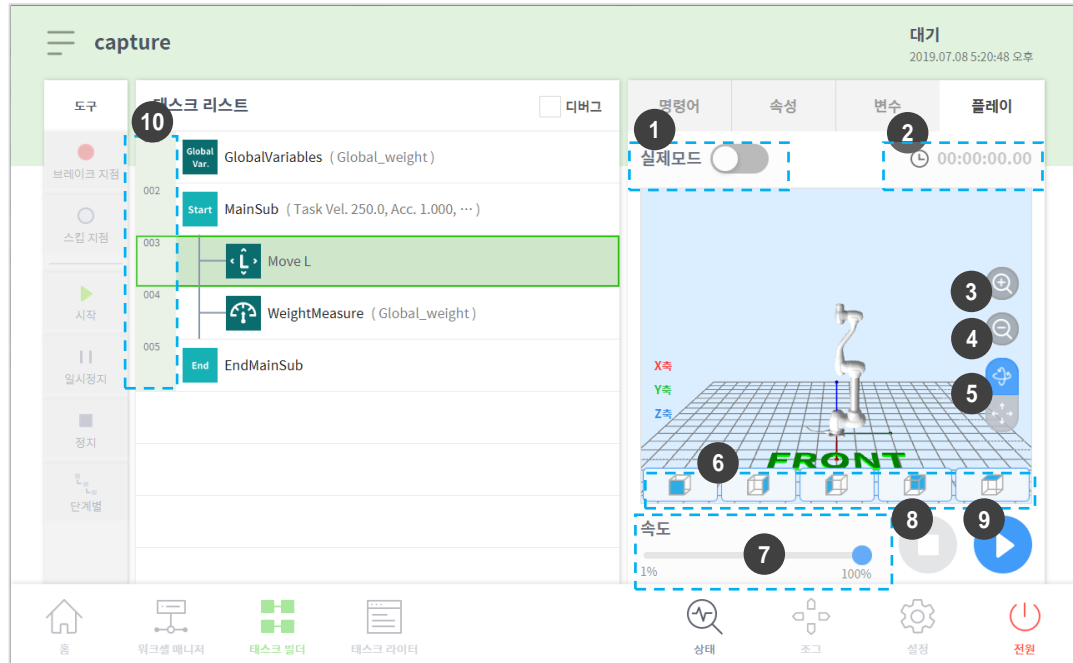 capture
대기
2019.07.08 5:20:48 오후
도구
태스크 리스트
디버그
명령어
속성
변수
플레이
10
1
2
브레이크 지점
Global
Var.
GlobalVariables ( Global_weight )
실제모드
00:00:00.00
002
Start
MainSub ( Task Vel. 250.0, Acc. 1.000, ⋯ )
스킵 지점
003
Move L
3
시작
004
WeightMeasure ( Global_weight )
4
일시정지
005
End
EndMainSub
X축
Y축
Z축
5
정지
FRONT
6
단계별
속도
7
8
9
1%
100%
홈
워크셀 매니저
태스크 빌더
태스크 라이터
상태
조그
설정
전원